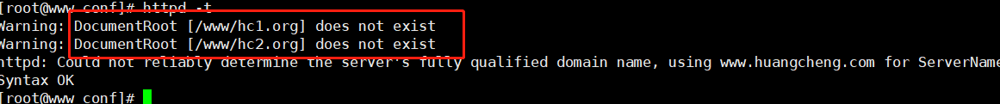 [root@www conf]# httpd -t
Warning: DocumentRoot [/www/hc1.org] does not exist
Warning: DocumentRoot [/www/hc2.org] does not exist
httpd: Could not reliably determine the server's fully qualified domain name, using www.huangcheng.com for ServerName
Syntax OK
[root@www conf]#